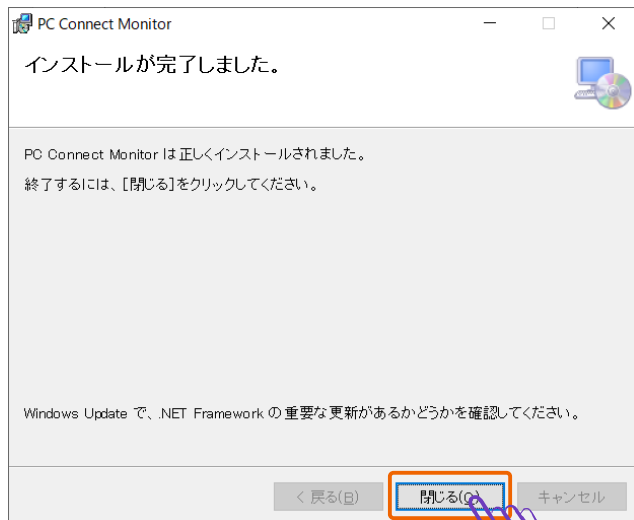 PC Connect Monitor
インストールが完了しました。
PC Connect Monitor は正しくインストールされました。
終了するには、[閉じる]をクリックしてください。
Windows Update で、.NET Framework の重要な更新があるかどうかを確認してください。
< 戻る(B) 閉じる(C) キャンセル